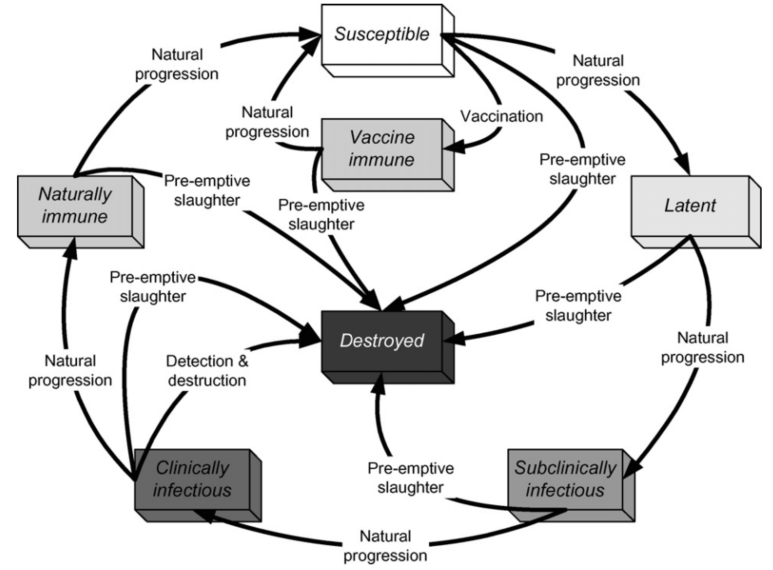 Susceptible
Natural
progression
Natural
progression
Natural
progression
Vaccination
Vaccine
immune
Pre-emptive
slaughter
Naturally
immune
Pre-emptive
slaughter
Pre-emptive
slaughter
Latent
Pre-emptive
slaughter
Pre-emptive
slaughter
Destroyed
Natural
progression
Natural
progression
Detection &
destruction
Clinically
infectious
Pre-emptive
slaughter
Subclinically
infectious
Natural
progression